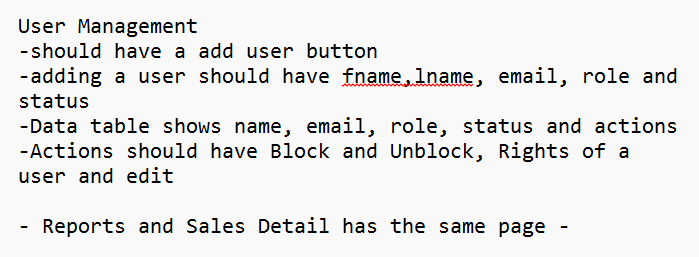 User Management
-should have a add user button
-adding a user should have fname,lname, email, role and
status
-Data table shows name, email, role, status and actions
-Actions should have Block and Unblock, Rights of a
user and edit
- Reports and Sales Detail has the same page -